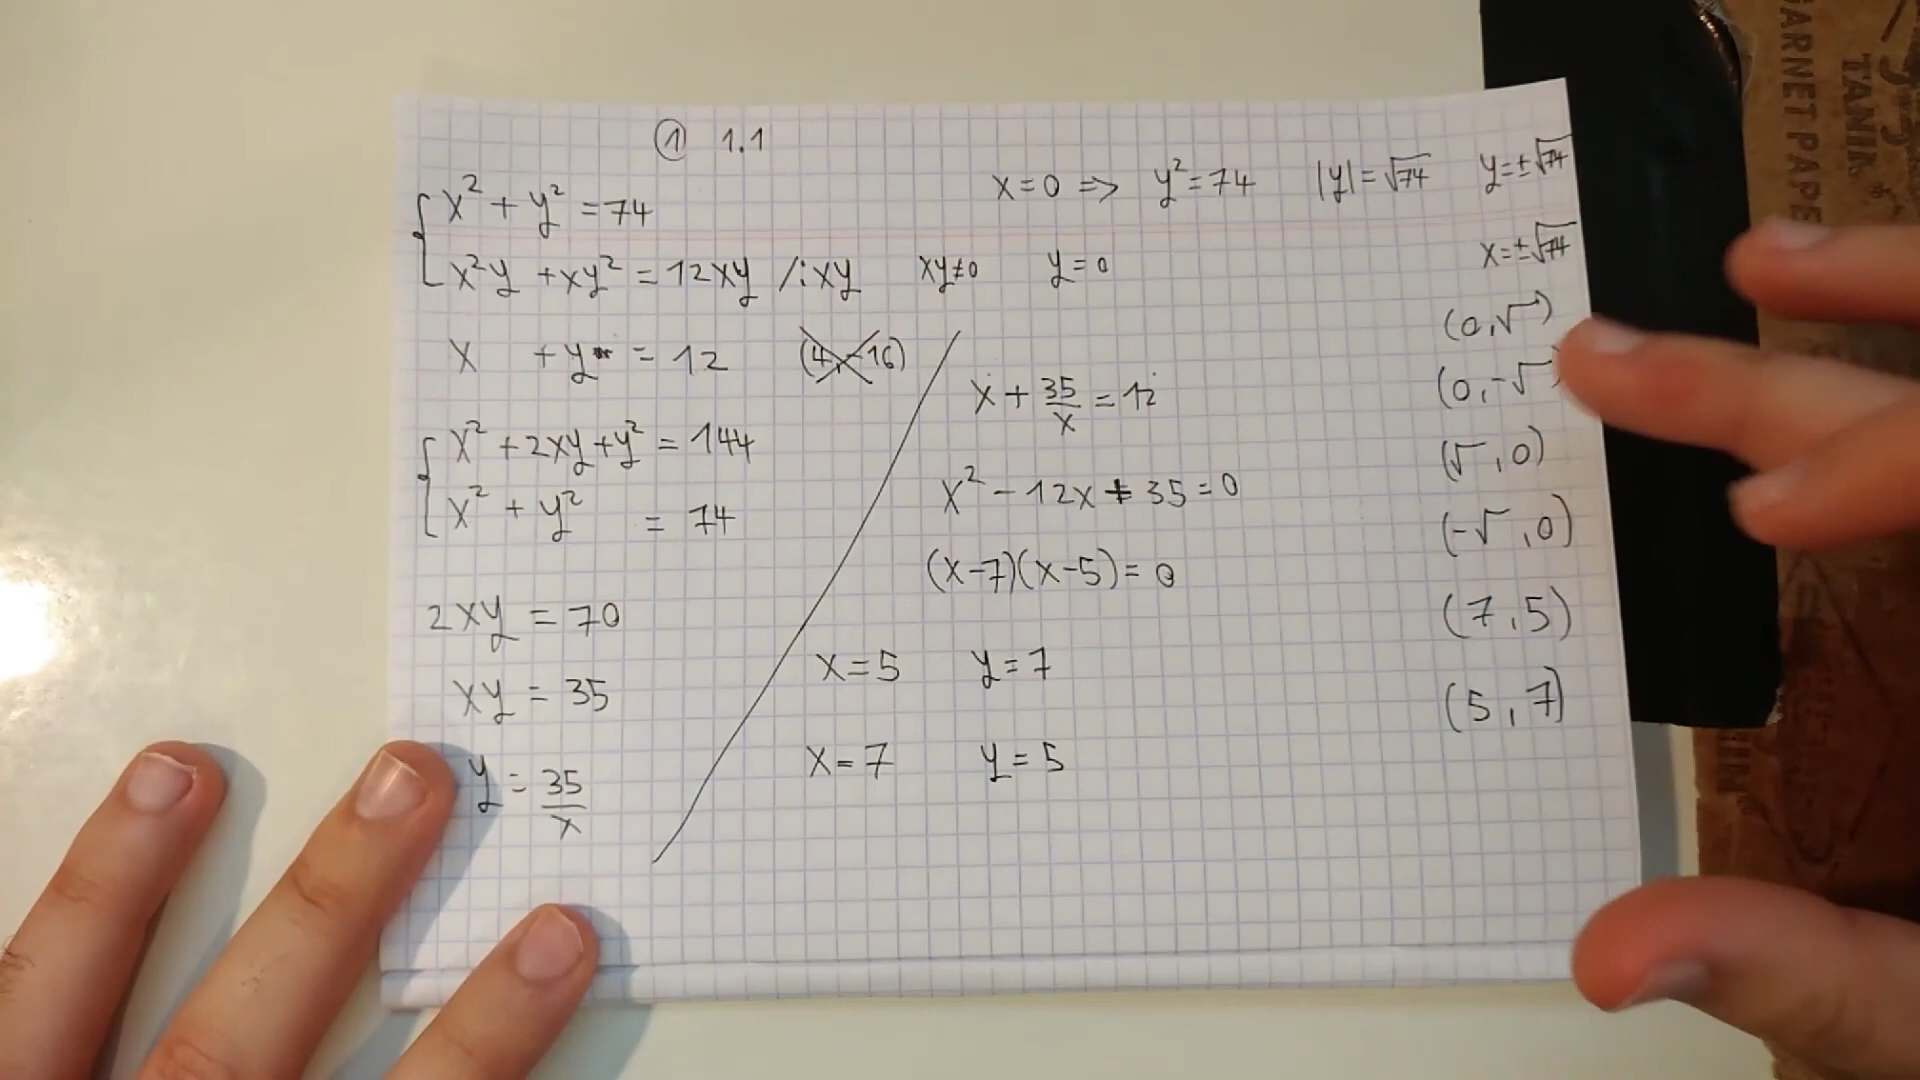 ① 1.1
x² + y² = 74
x²y + xy² = 12xy /: xy xy≠0 y=0
x + y = 12 (4, -16)
x² + 2xy + y² = 144
x² + y² = 74
2xy = 70
xy = 35
y = 35/x
x=0 => y²=74 |y|=√74 y=±√74
x=±√74
x + 35/x = 12
x² - 12x + 35 = 0
(x-7)(x-5) = 0
x=5 y=7
x=7 y=5
(0,√ )
(0,-√
(√ ,0)
(-√ ,0)
(7,5)
(5,7)
GARNET PAPE
TANIN